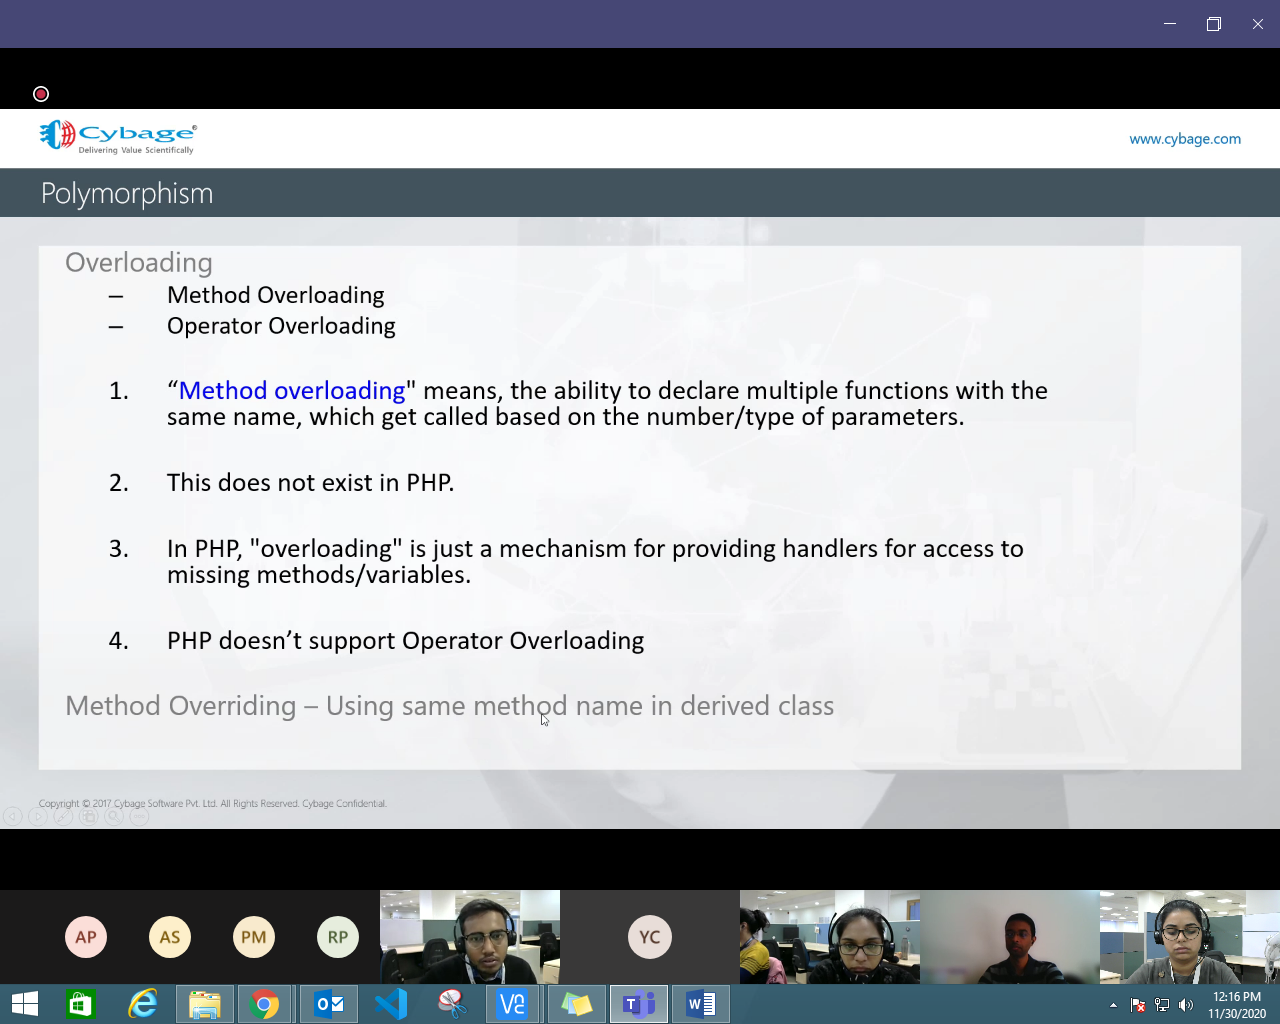 Cybage®
Delivering Value Scientifically
www.cybage.com
Polymorphism
Overloading
– Method Overloading
– Operator Overloading
1. “Method overloading" means, the ability to declare multiple functions with the
same name, which get called based on the number/type of parameters.
2. This does not exist in PHP.
3. In PHP, "overloading" is just a mechanism for providing handlers for access to
missing methods/variables.
4. PHP doesn’t support Operator Overloading
Method Overriding – Using same method name in derived class
Copyright © 2017 Cybage Software Pvt. Ltd. All Rights Reserved. Cybage Confidential.
AP
AS
PM
RP
YC
12:16 PM
11/30/2020